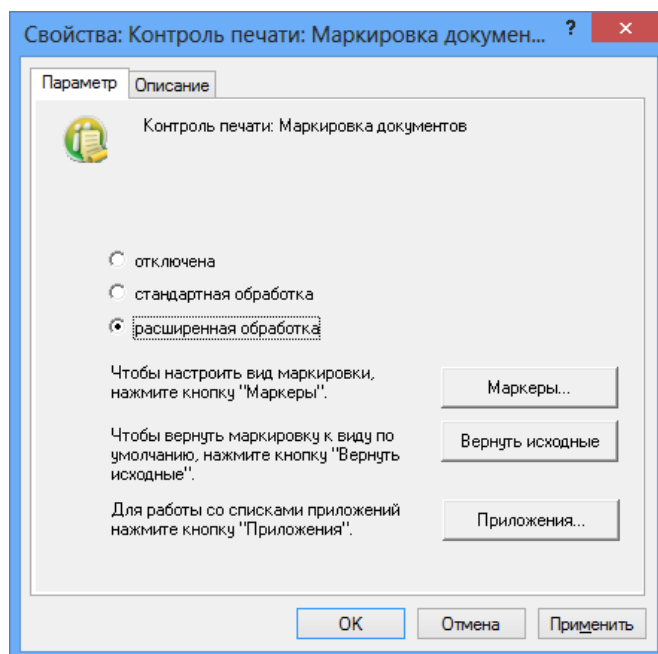 Свойства: Контроль печати: Маркировка докумен... ? ×
Параметр Описание
Контроль печати: Маркировка документов
отключена
стандартная обработка
расширенная обработка
Чтобы настроить вид маркировки,
нажмите кнопку "Маркеры".
Маркеры...
Чтобы вернуть маркировку к виду по
умолчанию, нажмите кнопку "Вернуть
исходные".
Вернуть исходные
Для работы со списками приложений
нажмите кнопку "Приложения".
Приложения...
OK Отмена Применить